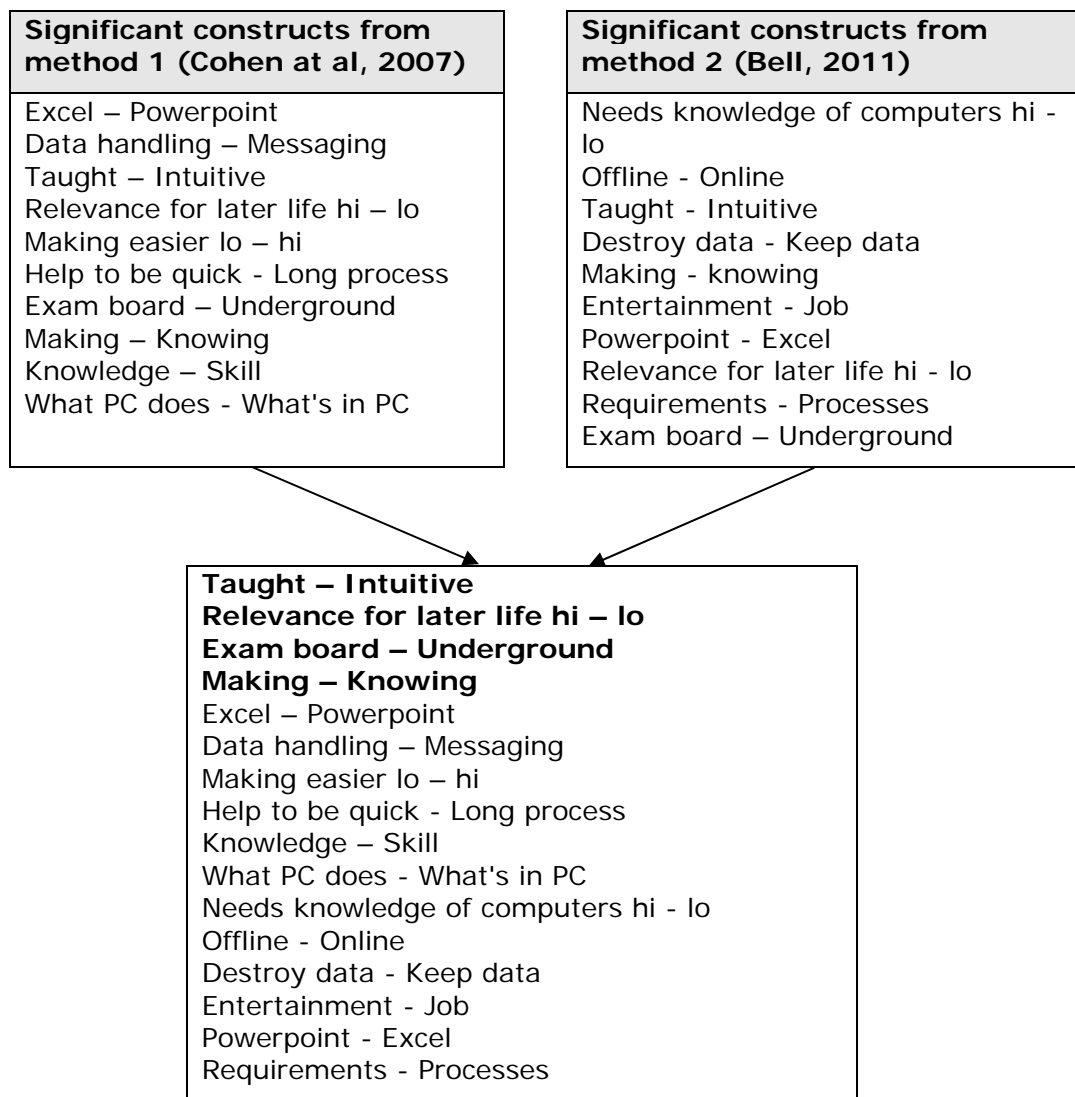 Significant constructs from
method 1 (Cohen at al, 2007)
Excel – Powerpoint
Data handling – Messaging
Taught – Intuitive
Relevance for later life hi – lo
Making easier lo – hi
Help to be quick - Long process
Exam board – Underground
Making – Knowing
Knowledge – Skill
What PC does - What's in PC
Significant constructs from
method 2 (Bell, 2011)
Needs knowledge of computers hi -
lo
Offline - Online
Taught - Intuitive
Destroy data - Keep data
Making - knowing
Entertainment - Job
Powerpoint - Excel
Relevance for later life hi - lo
Requirements - Processes
Exam board – Underground
Taught – Intuitive
Relevance for later life hi – lo
Exam board – Underground
Making – Knowing
Excel – Powerpoint
Data handling – Messaging
Making easier lo – hi
Help to be quick - Long process
Knowledge – Skill
What PC does - What's in PC
Needs knowledge of computers hi - lo
Offline - Online
Destroy data - Keep data
Entertainment - Job
Powerpoint - Excel
Requirements - Processes